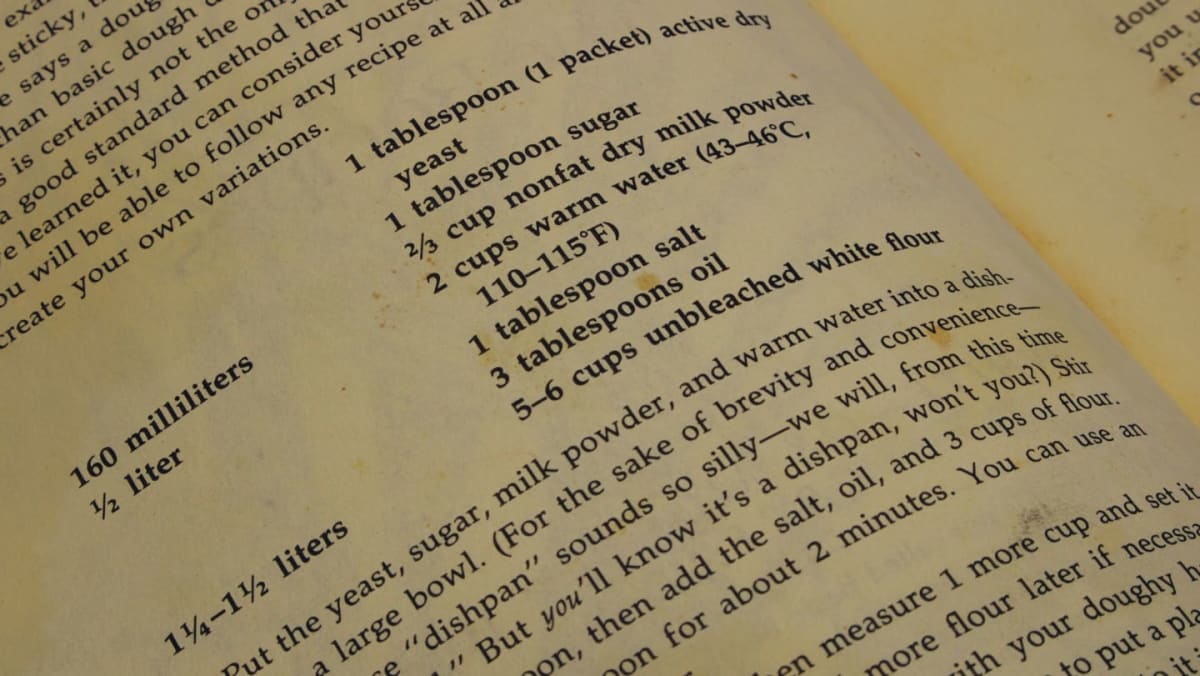 sticky,
says a doug
than basic dough
is certainly not the only
a good standard method that
learned it, you can consider yourse
ou will be able to follow any recipe at all
create your own variations.
1 tablespoon (1 packet) active dry
yeast
1 tablespoon sugar
160 milliliters ⅔ cup nonfat dry milk powder
½ liter 2 cups warm water (43–46°C,
110–115°F)
1 tablespoon salt
3 tablespoons oil
1¼–1½ liters 5–6 cups unbleached white flour
Put the yeast, sugar, milk powder, and warm water into a dish-
a large bowl. (For the sake of brevity and convenience—
"dishpan" sounds so silly—we will, from this time
" But you'll know it's a dishpan, won't you?) Stir
oon, then add the salt, oil, and 3 cups of flour.
oon for about 2 minutes. You can use an
en measure 1 more cup and set it
more flour later if necessa
ith your doughy h
to put a pla
dou
you u
it in